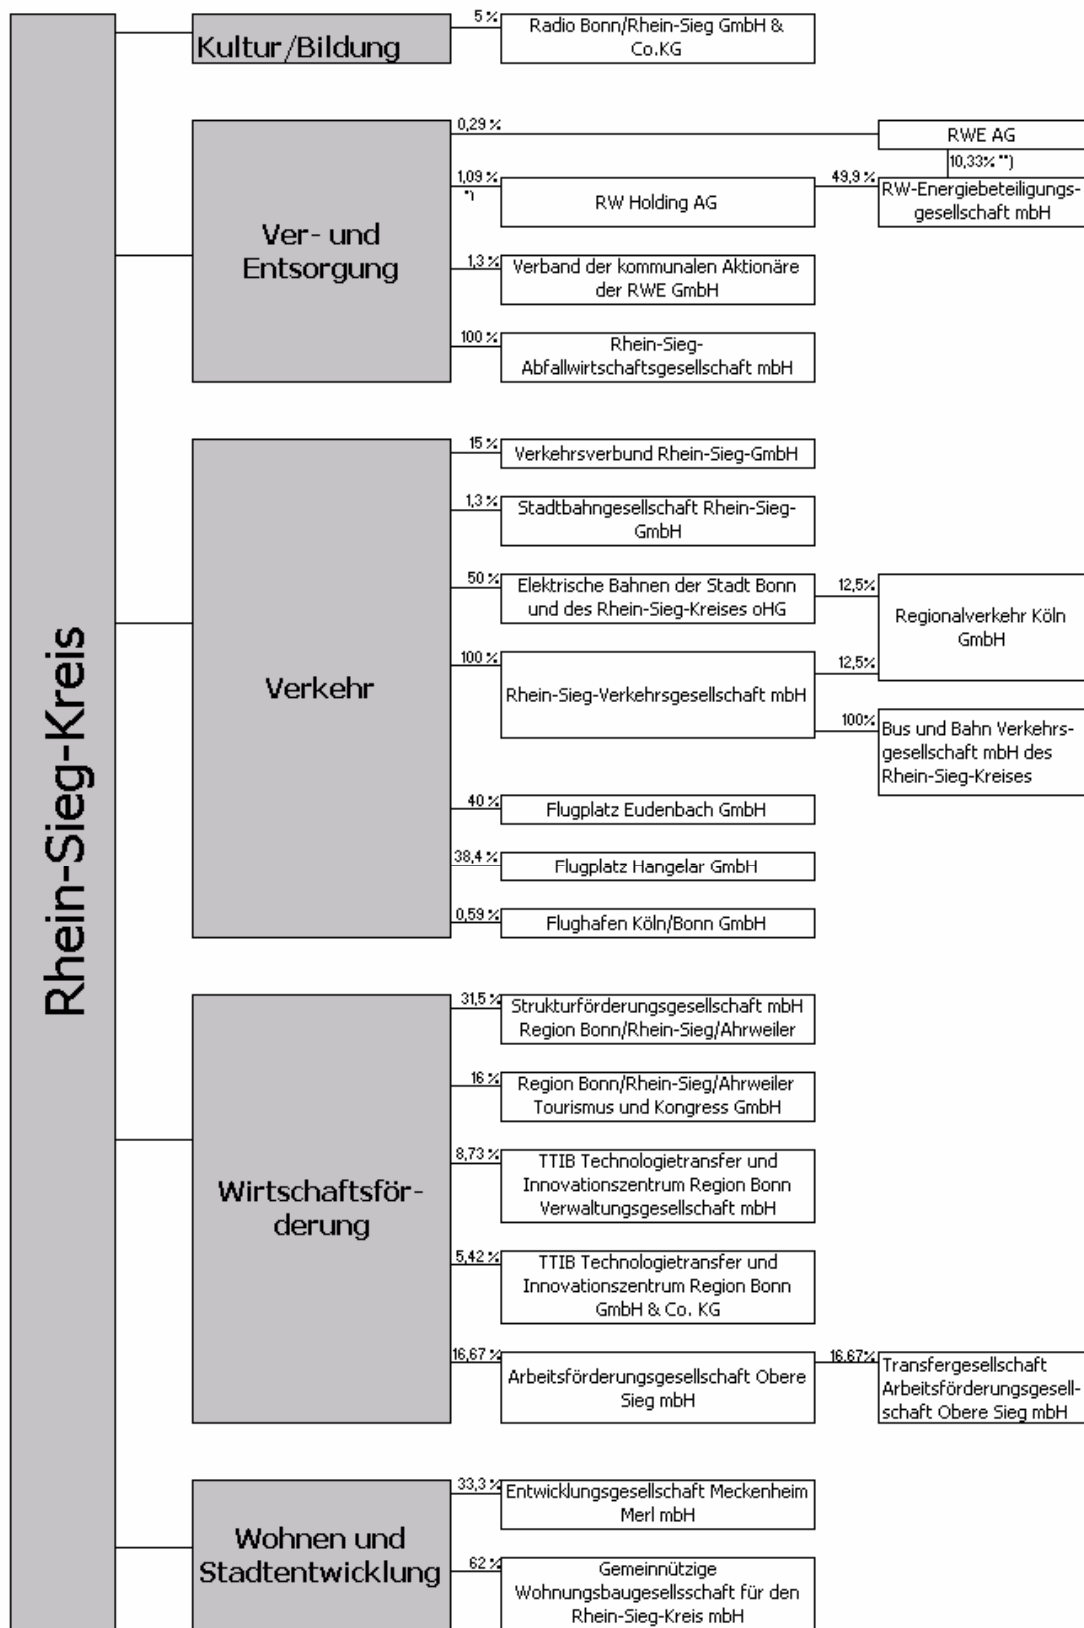 Rhein-Sieg-Kreis
Kultur/Bildung
5 %
Radio Bonn/Rhein-Sieg GmbH &
Co.KG
Ver- und
Entsorgung
0,29 %
RWE AG
10,33% **)
1,09 %
*)
RW Holding AG
49,9 %
RW-Energiebeteiligungs-
gesellschaft mbH
1,3 %
Verband der kommunalen Aktionäre
der RWE GmbH
100 %
Rhein-Sieg-
Abfallwirtschaftsgesellschaft mbH
Verkehr
15 %
Verkehrsverbund Rhein-Sieg-GmbH
1,3 %
Stadtbahngesellschaft Rhein-Sieg-
GmbH
50 %
Elektrische Bahnen der Stadt Bonn
und des Rhein-Sieg-Kreises oHG
12,5%
Regionalverkehr Köln
GmbH
100 %
Rhein-Sieg-Verkehrsgesellschaft mbH
12,5%
100%
Bus und Bahn Verkehrs-
gesellschaft mbH des
Rhein-Sieg-Kreises
40 %
Flugplatz Eudenbach GmbH
38,4 %
Flugplatz Hangelar GmbH
0,59 %
Flughafen Köln/Bonn GmbH
Wirtschaftsför-
derung
31,5 %
Strukturförderungsgesellschaft mbH
Region Bonn/Rhein-Sieg/Ahrweiler
16 %
Region Bonn/Rhein-Sieg/Ahrweiler
Tourismus und Kongress GmbH
8,73 %
TTIB Technologietransfer und
Innovationszentrum Region Bonn
Verwaltungsgesellschaft mbH
5,42 %
TTIB Technologietransfer und
Innovationszentrum Region Bonn
GmbH & Co. KG
16,67 %
Arbeitsförderungsgesellschaft Obere
Sieg mbH
16,67%
Transfergesellschaft
Arbeitsförderungsgesell-
schaft Obere Sieg mbH
Wohnen und
Stadtentwicklung
33,3 %
Entwicklungsgesellschaft Meckenheim
Merl mbH
62 %
Gemeinnützige
Wohnungsbaugesellsschaft für den
Rhein-Sieg-Kreis mbH